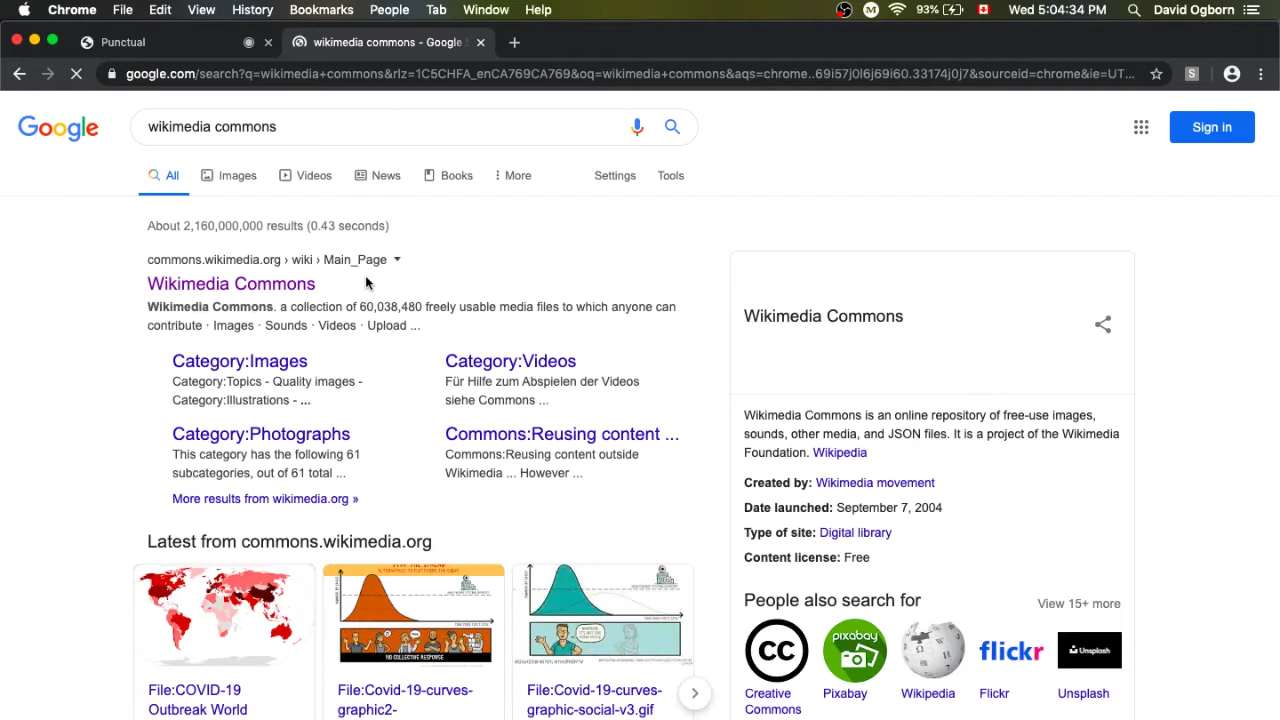 Chrome File Edit View History Bookmarks People Tab Window Help 93% Wed 5:04:34 PM David Ogborn
Punctual wikimedia commons - Google S
google.com/search?q=wikimedia+commons&rlz=1C5CHFA_enCA769CA769&oq=wikimedia+commons&aqs=chrome..69i57j0l6j69i60.33174j0j7&sourceid=chrome&ie=UT...
Google wikimedia commons Sign in
All Images Videos News Books More Settings Tools
About 2,160,000,000 results (0.43 seconds)
commons.wikimedia.org › wiki › Main_Page
Wikimedia Commons
Wikimedia Commons. a collection of 60,038,480 freely usable media files to which anyone can
contribute · Images · Sounds · Videos · Upload ...
Category:Images
Category:Topics - Quality images -
Category:Illustrations - ...
Category:Videos
Für Hilfe zum Abspielen der Videos
siehe Commons ...
Category:Photographs
This category has the following 61
subcategories, out of 61 total ...
Commons:Reusing content ...
Commons:Reusing content outside
Wikimedia ... However ...
More results from wikimedia.org »
Latest from commons.wikimedia.org
File:COVID-19
Outbreak World
NO COLLECTIVE RESPONSE
File:Covid-19-curves-
graphic2-
File:Covid-19-curves-
graphic-social-v3.gif
Wikimedia Commons
Wikimedia Commons is an online repository of free-use images,
sounds, other media, and JSON files. It is a project of the Wikimedia
Foundation. Wikipedia
Created by: Wikimedia movement
Date launched: September 7, 2004
Type of site: Digital library
Content license: Free
People also search for View 15+ more
cc
pixabay
flickr
Unsplash
Creative
Commons
Pixabay
Wikipedia
Flickr
Unsplash